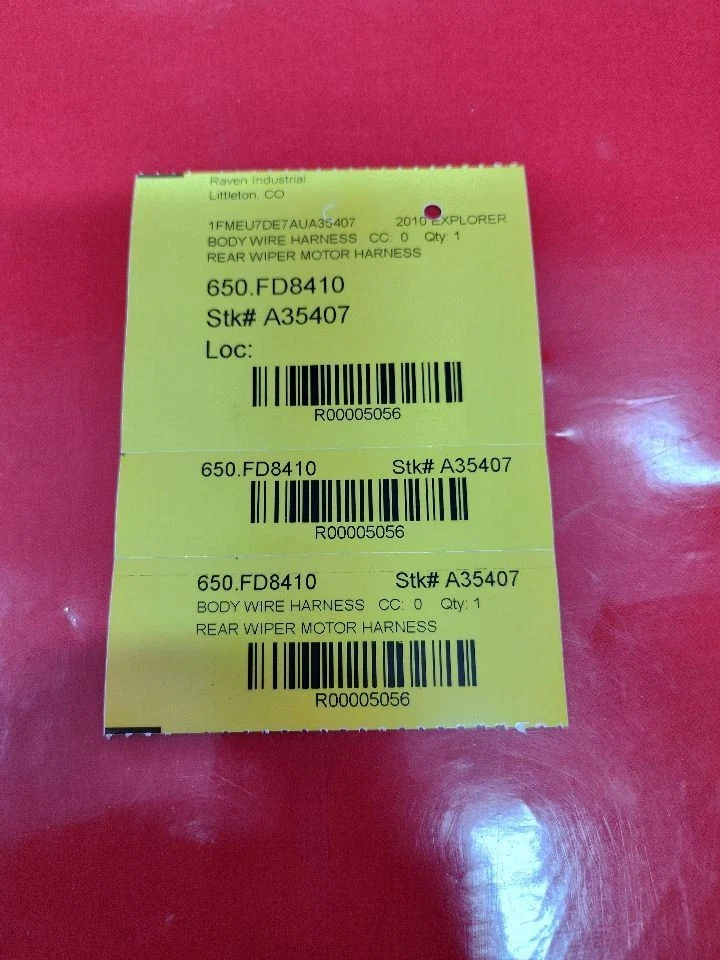 Raven Industrial
Littleton, CO
1FMEU7DE7AUA35407 2010 EXPLORER
BODY WIRE HARNESS CC: 0 Qty: 1
REAR WIPER MOTOR HARNESS
650.FD8410
Stk# A35407
Loc:
R00005056
650.FD8410 Stk# A35407
R00005056
650.FD8410 Stk# A35407
BODY WIRE HARNESS CC: 0 Qty: 1
REAR WIPER MOTOR HARNESS
R00005056